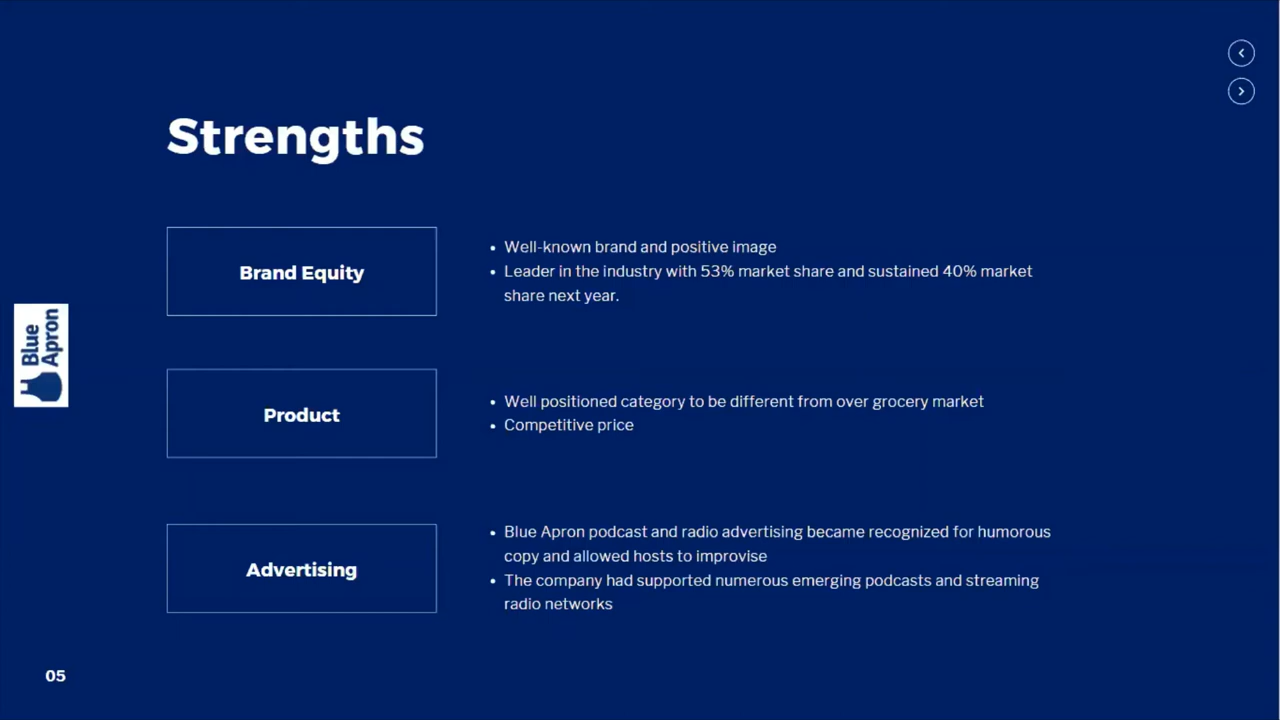 Strengths
Brand Equity
• Well-known brand and positive image
• Leader in the industry with 53% market share and sustained 40% market
share next year.
Blue
Apron
Product
• Well positioned category to be different from over grocery market
• Competitive price
Advertising
• Blue Apron podcast and radio advertising became recognized for humorous
copy and allowed hosts to improvise
• The company had supported numerous emerging podcasts and streaming
radio networks
05